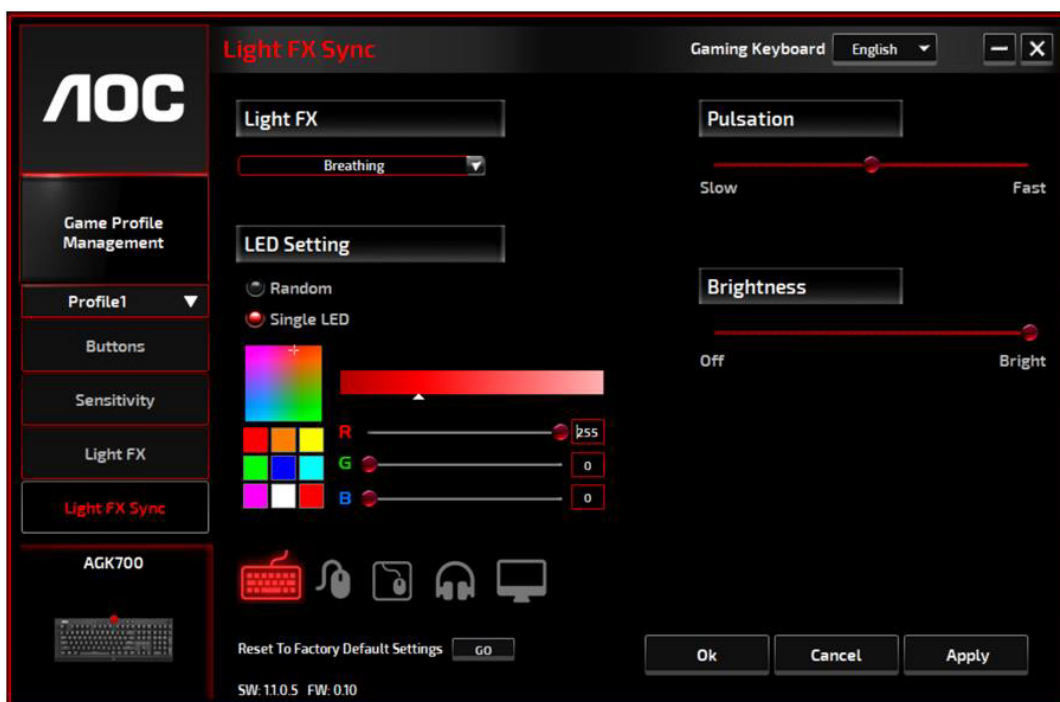 AOC
Game Profile
Management
Profile1
Buttons
Sensitivity
Light FX
Light FX Sync
AGK700
Light FX Sync
Gaming Keyboard English
Light FX
Breathing
LED Setting
Random
Single LED
R 255
G 0
B 0
Pulsation
Slow Fast
Brightness
Off Bright
Reset To Factory Default Settings GO
SW: 1.1.0.5 FW: 0.10
Ok Cancel Apply